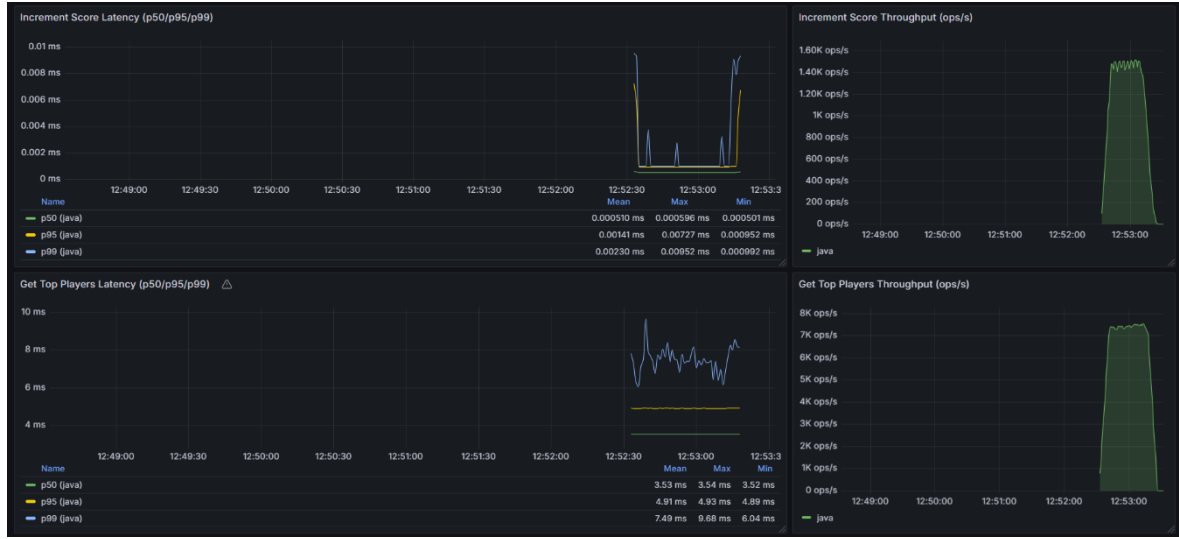 Increment Score Latency (p50/p95/p99)
0.01 ms
0.008 ms
0.006 ms
0.004 ms
0.002 ms
0 ms
12:49:00 12:49:30 12:50:00 12:50:30 12:51:00 12:51:30 12:52:00 12:52:30 12:53:00 12:53:3
Name Mean Max Min
p50 (java) 0.000510 ms 0.000596 ms 0.000501 ms
p95 (java) 0.00141 ms 0.00727 ms 0.000952 ms
p99 (java) 0.00230 ms 0.00952 ms 0.000992 ms
Increment Score Throughput (ops/s)
1.60K ops/s
1.40K ops/s
1.20K ops/s
1K ops/s
800 ops/s
600 ops/s
400 ops/s
200 ops/s
0 ops/s
12:49:00 12:50:00 12:51:00 12:52:00 12:53:00
java
Get Top Players Latency (p50/p95/p99)
10 ms
8 ms
6 ms
4 ms
12:49:00 12:49:30 12:50:00 12:50:30 12:51:00 12:51:30 12:52:00 12:52:30 12:53:00 12:53:3
Name Mean Max Min
p50 (java) 3.53 ms 3.54 ms 3.52 ms
p95 (java) 4.91 ms 4.93 ms 4.89 ms
p99 (java) 7.49 ms 9.68 ms 6.04 ms
Get Top Players Throughput (ops/s)
8K ops/s
7K ops/s
6K ops/s
5K ops/s
4K ops/s
3K ops/s
2K ops/s
1K ops/s
0 ops/s
12:49:00 12:50:00 12:51:00 12:52:00 12:53:00
java